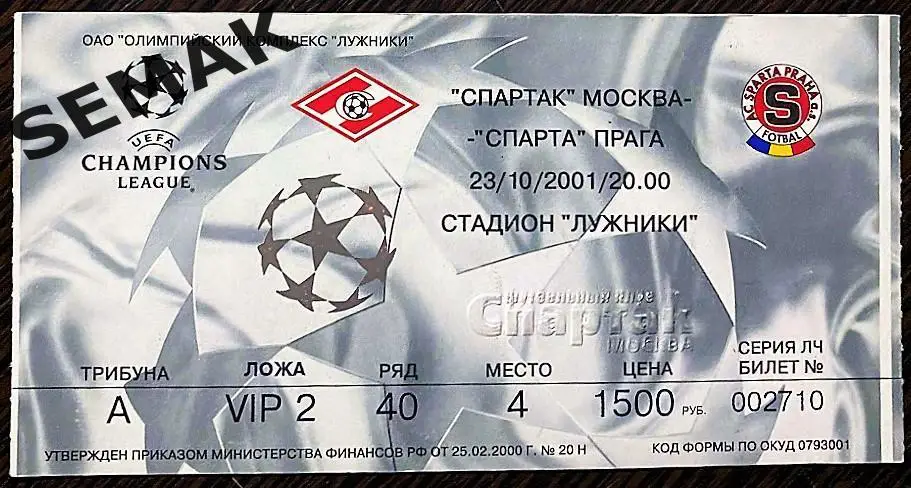 ОАО "ОЛИМПИЙСКИЙ КОМПЛЕКС "ЛУЖНИКИ"
SEMAK
UEFA
CHAMPIONS
LEAGUE
"СПАРТАК" МОСКВА-
-"СПАРТА" ПРАГА
23/10/2001/20.00
СТАДИОН "ЛУЖНИКИ"
AC SPARTA PRAHA a.s.
S
FOTBAL
футбольный клуб
Спартак
МОСКВА
ТРИБУНА ЛОЖА РЯД МЕСТО ЦЕНА СЕРИЯ ЛЧ
БИЛЕТ №
A VIP 2 40 4 1500 РУБ. 002710
УТВЕРЖДЕН ПРИКАЗОМ МИНИСТЕРСТВА ФИНАНСОВ РФ ОТ 25.02.2000 Г. № 20 Н
КОД ФОРМЫ ПО ОКУД 0793001